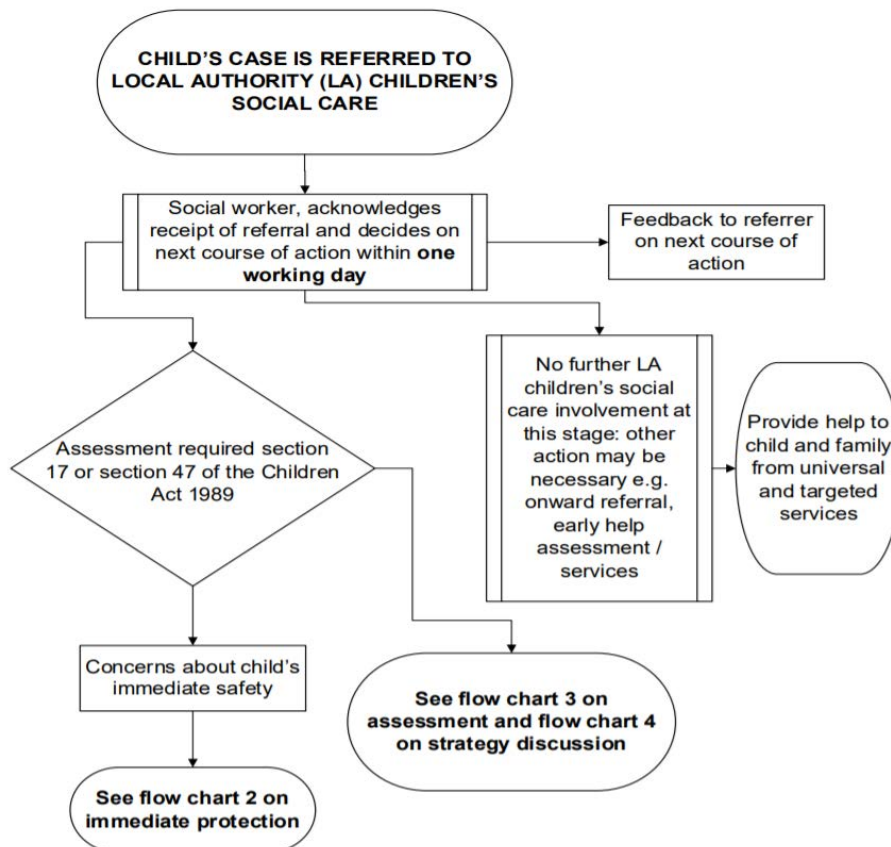 CHILD'S CASE IS REFERRED TO
LOCAL AUTHORITY (LA) CHILDREN'S
SOCIAL CARE
Social worker, acknowledges
receipt of referral and decides on
next course of action within one
working day
Feedback to referrer
on next course of
action
Assessment required section
17 or section 47 of the Children
Act 1989
No further LA
children's social
care involvement at
this stage: other
action may be
necessary e.g.
onward referral,
early help
assessment /
services
Provide help to
child and family
from universal
and targeted
services
Concerns about child's
immediate safety
See flow chart 3 on
assessment and flow chart 4
on strategy discussion
See flow chart 2 on
immediate protection